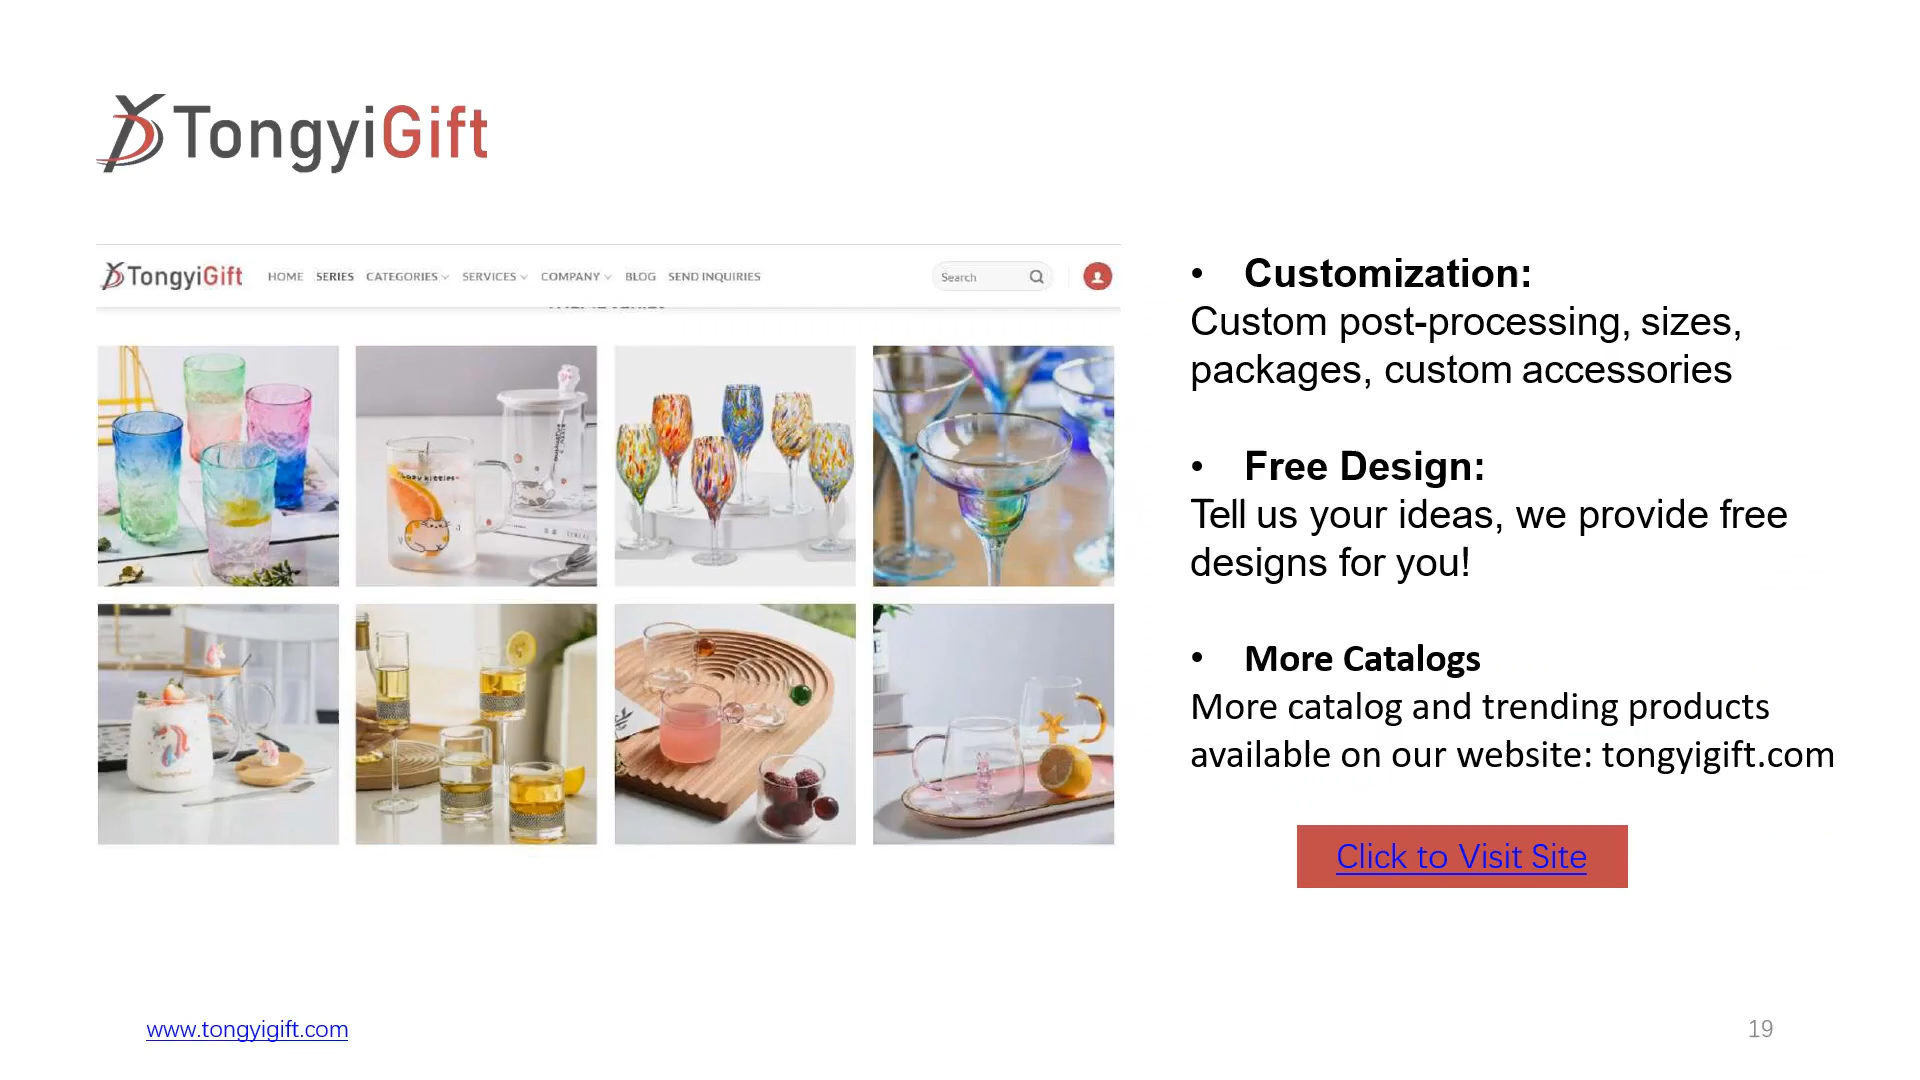 TongyiGift
TongyiGift HOME SERIES CATEGORIES SERVICES COMPANY BLOG SEND INQUIRIES Search
• Customization:
Custom post-processing, sizes,
packages, custom accessories
• Free Design:
Tell us your ideas, we provide free
designs for you!
• More Catalogs
More catalog and trending products
available on our website: tongyigift.com
Click to Visit Site
www.tongyigift.com
19